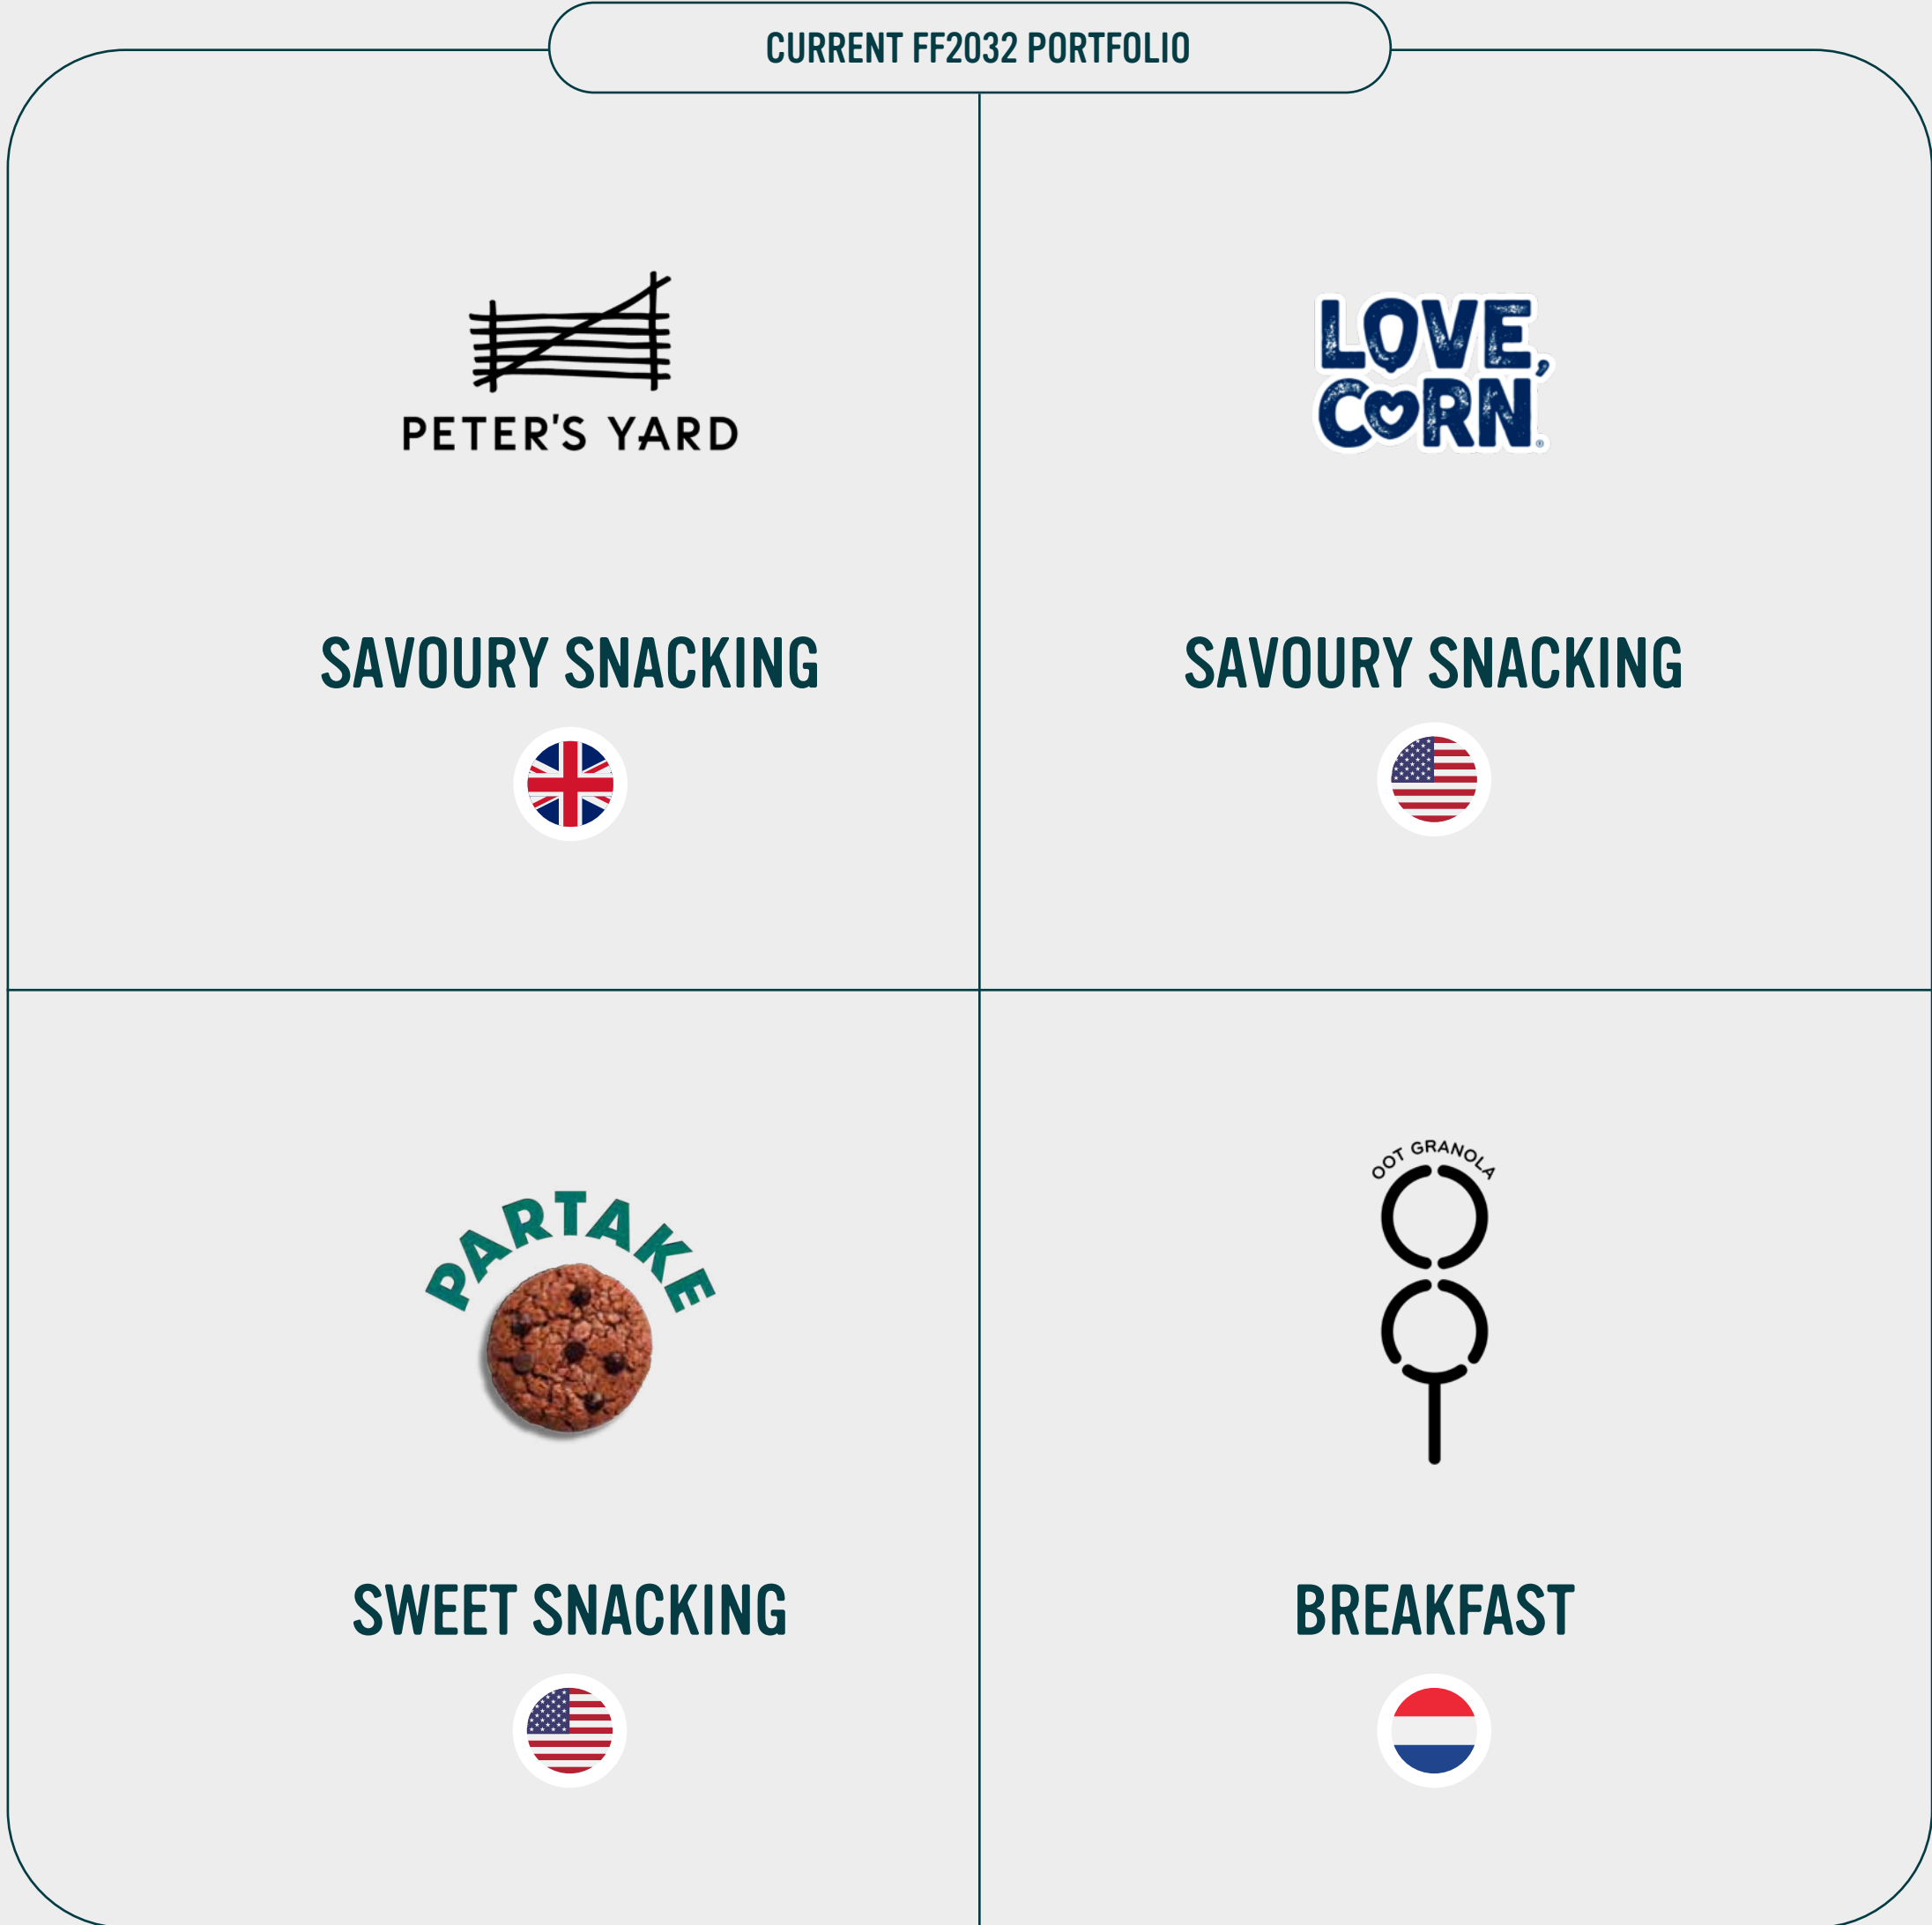 CURRENT FF2032 PORTFOLIO
PETER'S YARD
LOVE,
CORN®
SAVOURY SNACKING
SAVOURY SNACKING
PARTAKE
OOT GRANOLA
SWEET SNACKING
BREAKFAST